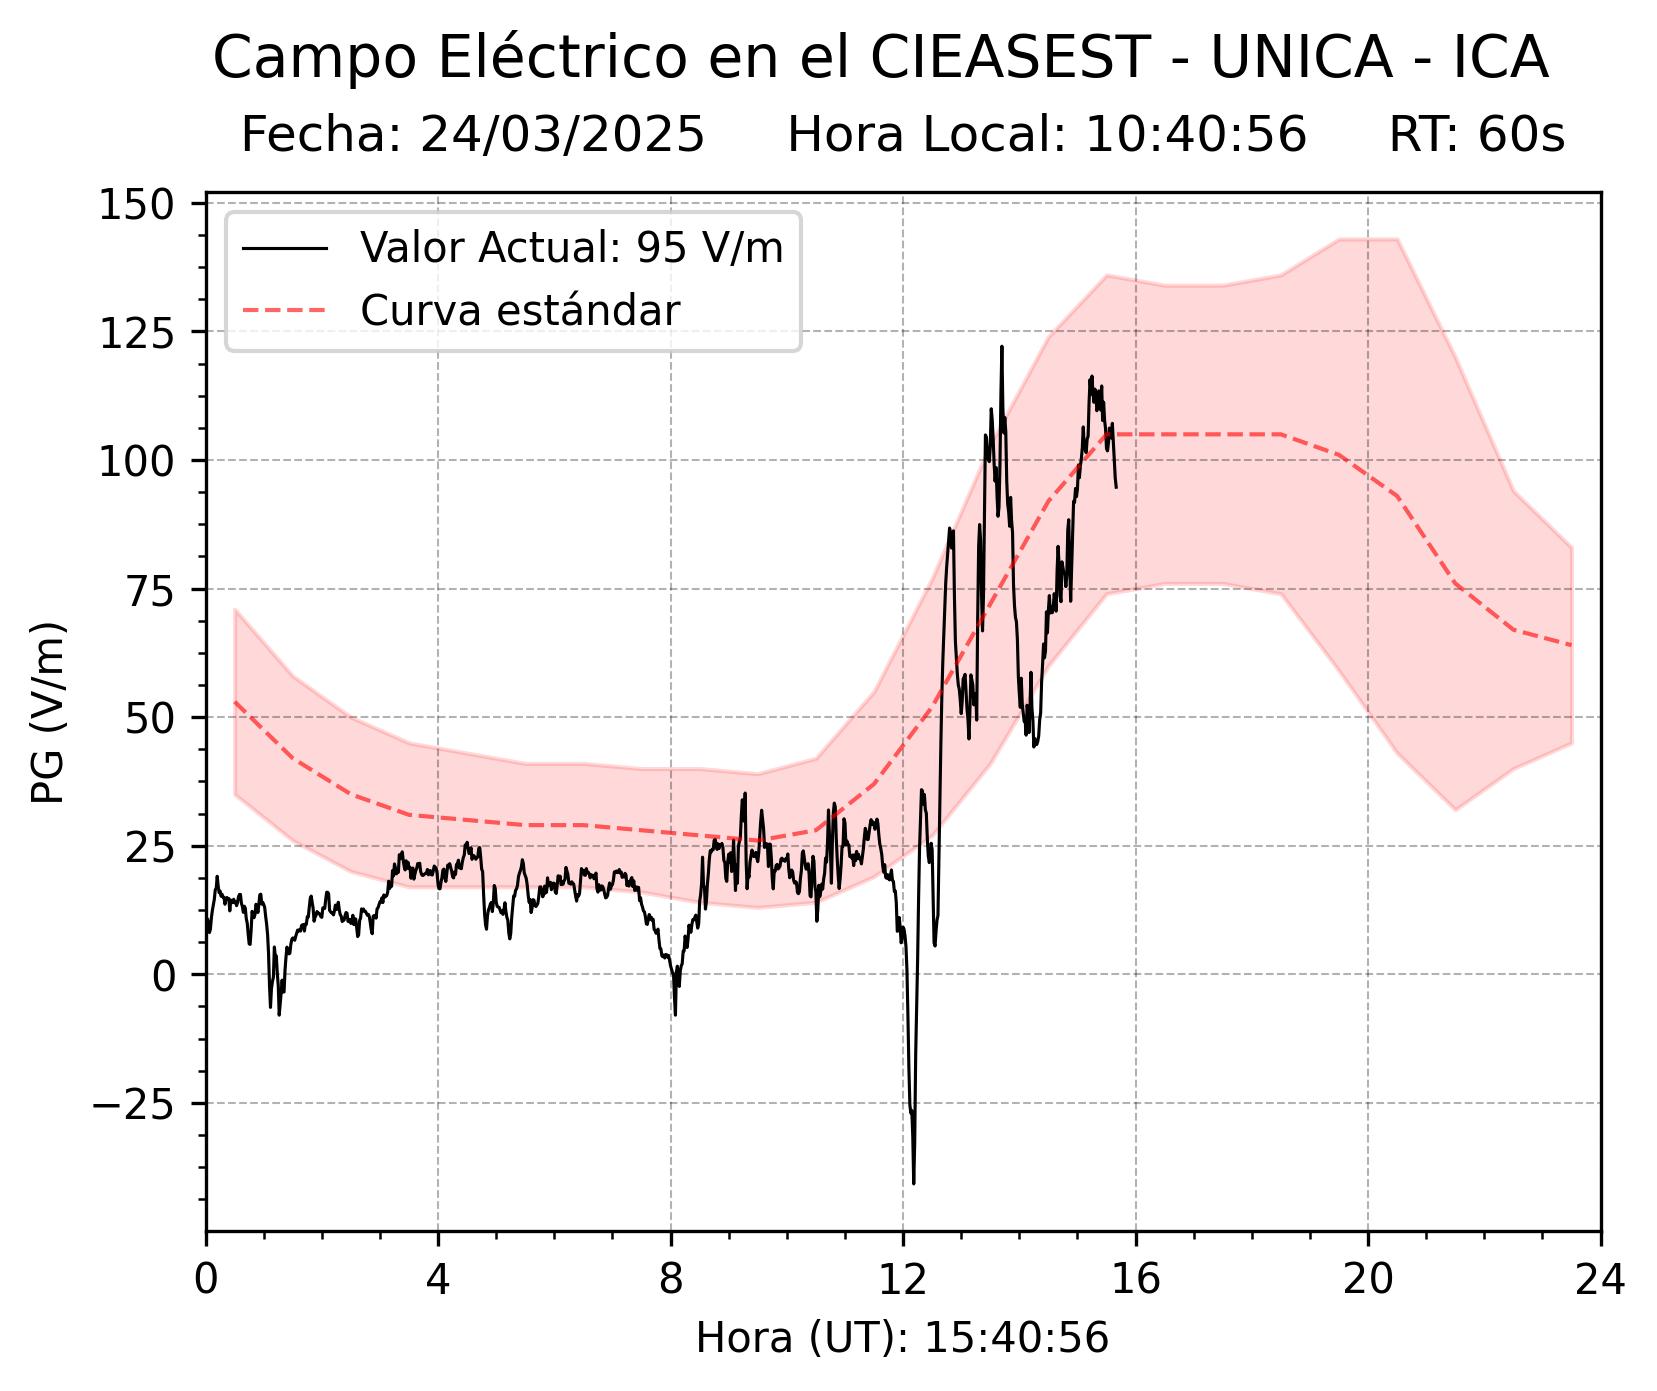 Campo Eléctrico en el CIEASEST - UNICA - ICA
Fecha: 24/03/2025 Hora Local: 10:40:56 RT: 60s
Valor Actual: 95 V/m
Curva estándar
150
125
100
75
50
25
0
−25
PG (V/m)
0 4 8 12 16 20 24
Hora (UT): 15:40:56